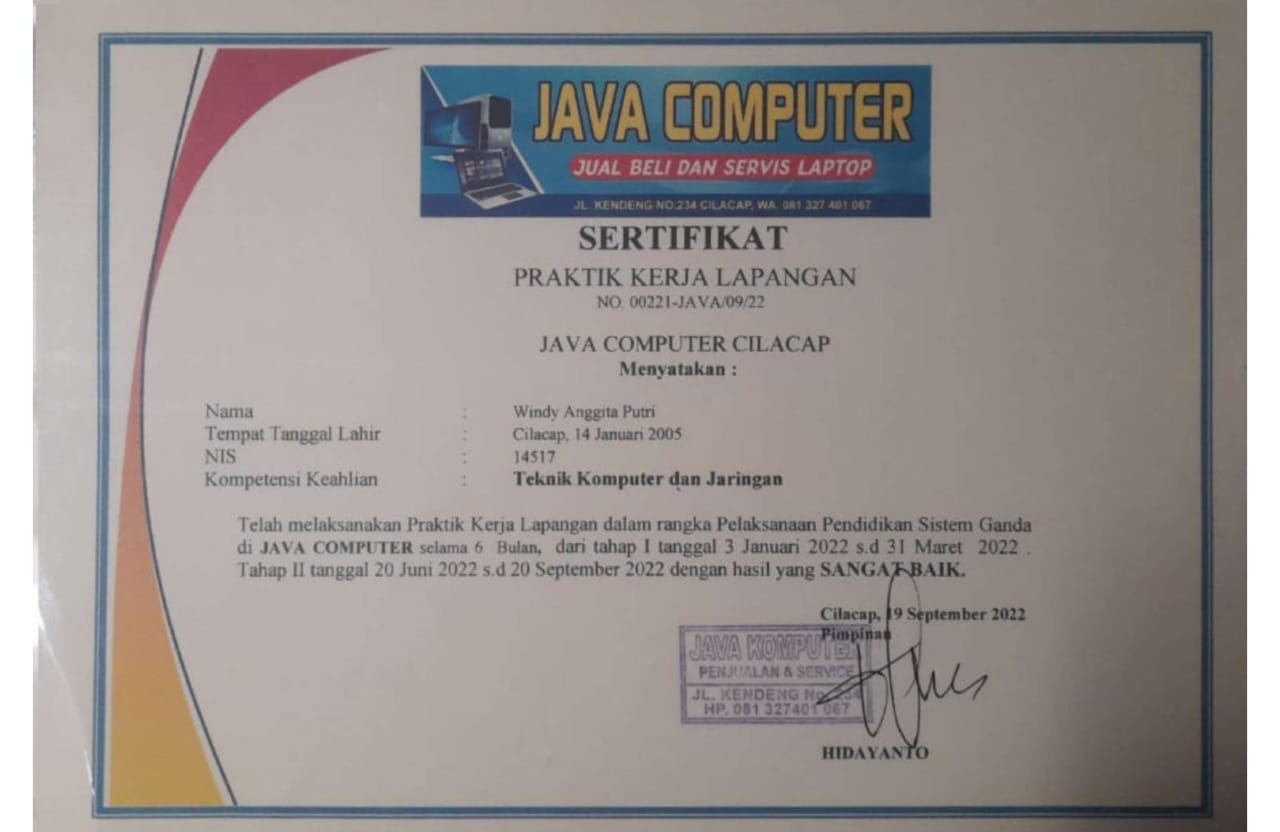 JAVA COMPUTER
JUAL BELI DAN SERVIS LAPTOP
JL. KENDENG NO.234 CILACAP, WA. 081 327 401 067
SERTIFIKAT
PRAKTIK KERJA LAPANGAN
NO. 00221-JAVA/09/22
JAVA COMPUTER CILACAP
Menyatakan :
Nama : Windy Anggita Putri
Tempat Tanggal Lahir : Cilacap, 14 Januari 2005
NIS : 14517
Kompetensi Keahlian : Teknik Komputer dan Jaringan
Telah melaksanakan Praktik Kerja Lapangan dalam rangka Pelaksanaan Pendidikan Sistem Ganda
di JAVA COMPUTER selama 6 Bulan, dari tahap I tanggal 3 Januari 2022 s.d 31 Maret 2022 .
Tahap II tanggal 20 Juni 2022 s.d 20 September 2022 dengan hasil yang SANGAT BAIK.
Cilacap, 19 September 2022
Pimpinan
JAVA KOMPUTER
PENJUALAN & SERVICE
JL. KENDENG No. 234
HP. 081 327401 067
HIDAYANTO